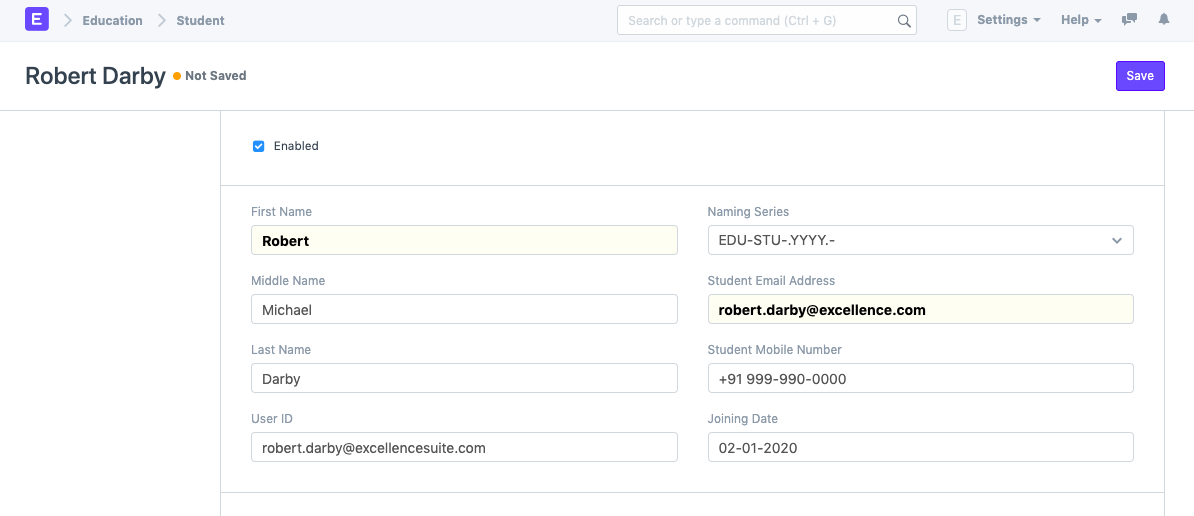 E Education Student Search or type a command (Ctrl + G) E Settings Help
Robert Darby Not Saved Save
Enabled
First Name Naming Series
Robert EDU-STU-.YYYY.-
Middle Name Student Email Address
Michael robert.darby@excellence.com
Last Name Student Mobile Number
Darby +91 999-990-0000
User ID Joining Date
robert.darby@excellencesuite.com 02-01-2020